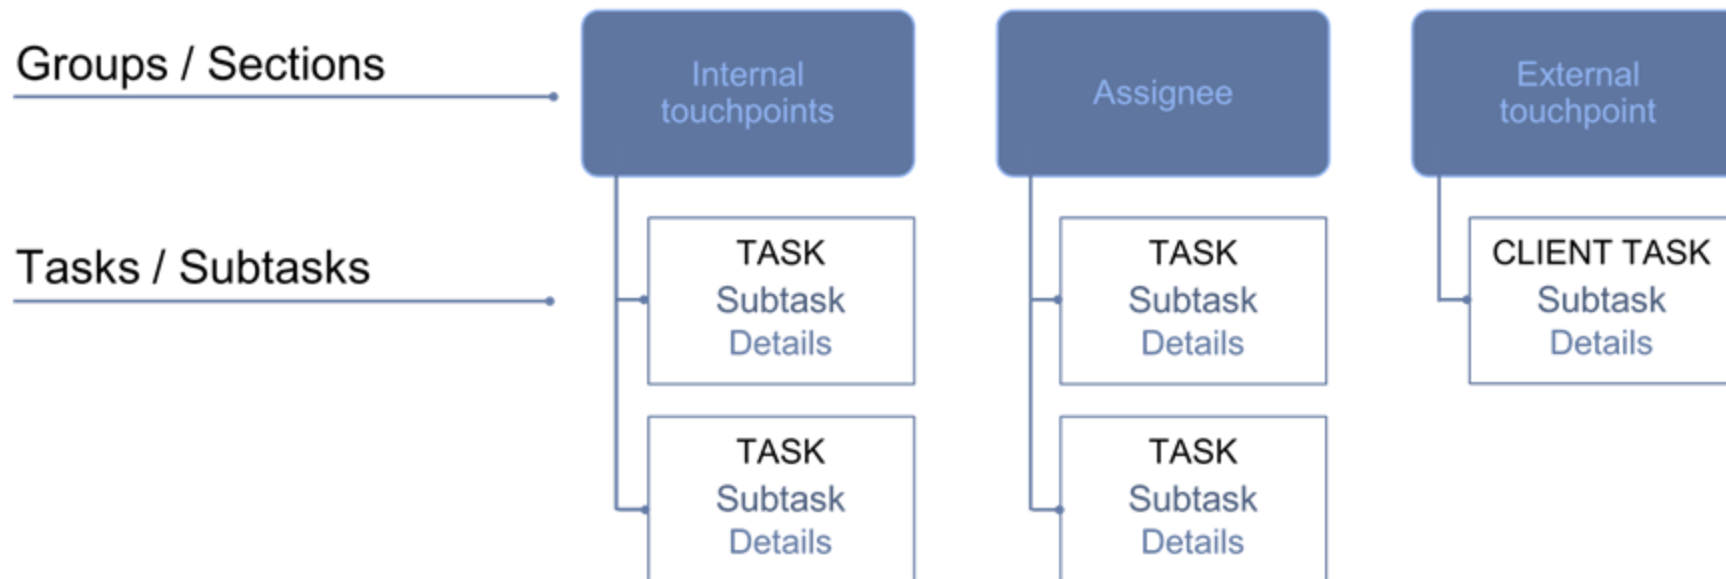 Groups / Sections
Internal
touchpoints
Assignee
External
touchpoint
Tasks / Subtasks
TASK
Subtask
Details
TASK
Subtask
Details
CLIENT TASK
Subtask
Details
TASK
Subtask
Details
TASK
Subtask
Details